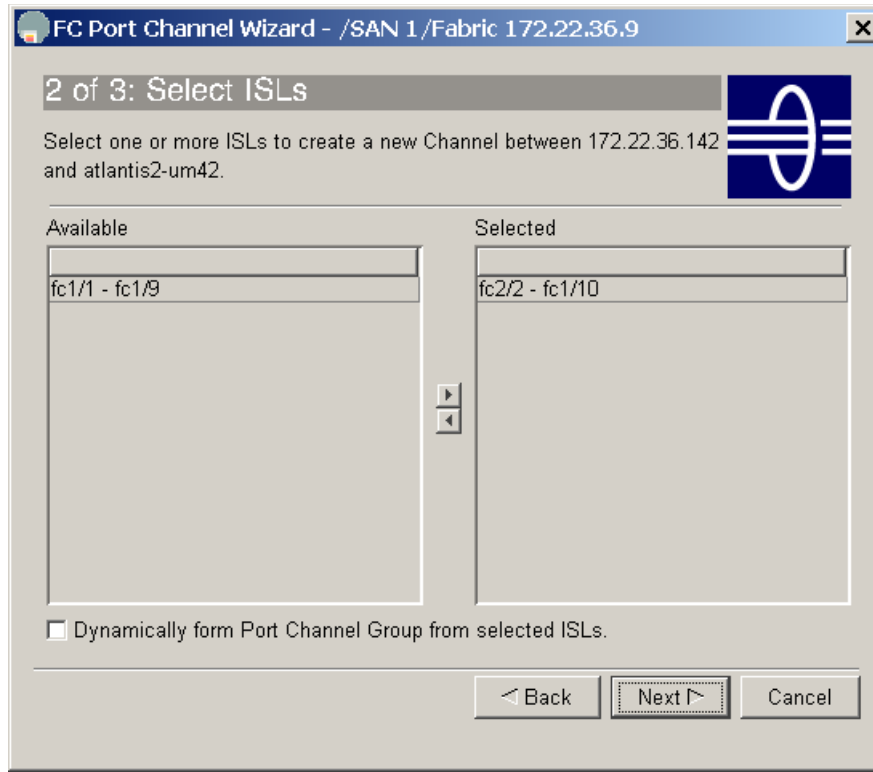 FC Port Channel Wizard - /SAN 1/Fabric 172.22.36.9
2 of 3: Select ISLs
Select one or more ISLs to create a new Channel between 172.22.36.142
and atlantis2-um42.
Available
Selected
fc1/1 - fc1/9
fc2/2 - fc1/10
Dynamically form Port Channel Group from selected ISLs.
Back
Next
Cancel